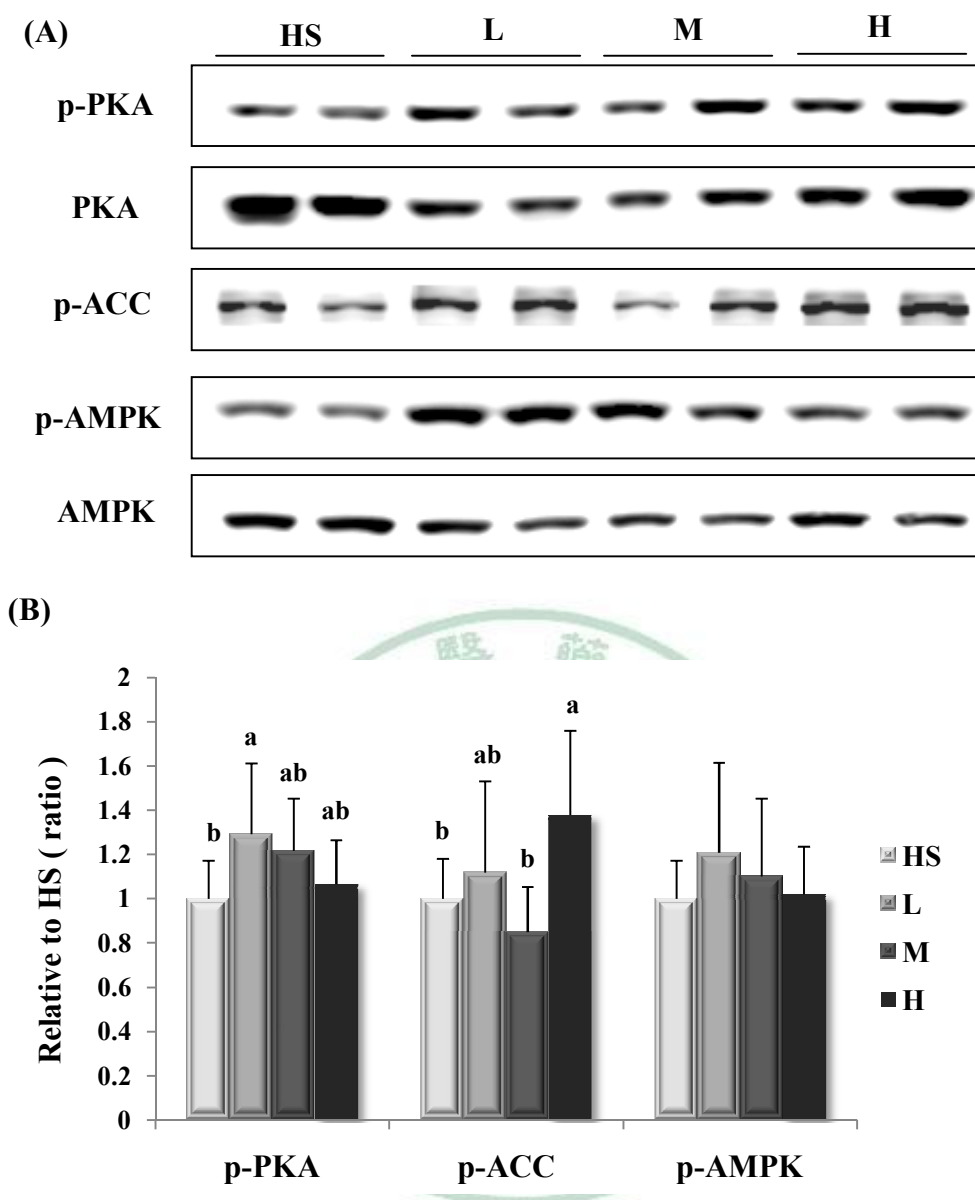 (A)
HS L M H
p-PKA
PKA
p-ACC
p-AMPK
AMPK
(B)
Relative to HS ( ratio )
2
1.8
1.6
1.4
1.2
1
0.8
0.6
0.4
0.2
0
b a ab ab
b ab b a
p-PKA p-ACC p-AMPK
HS
L
M
H